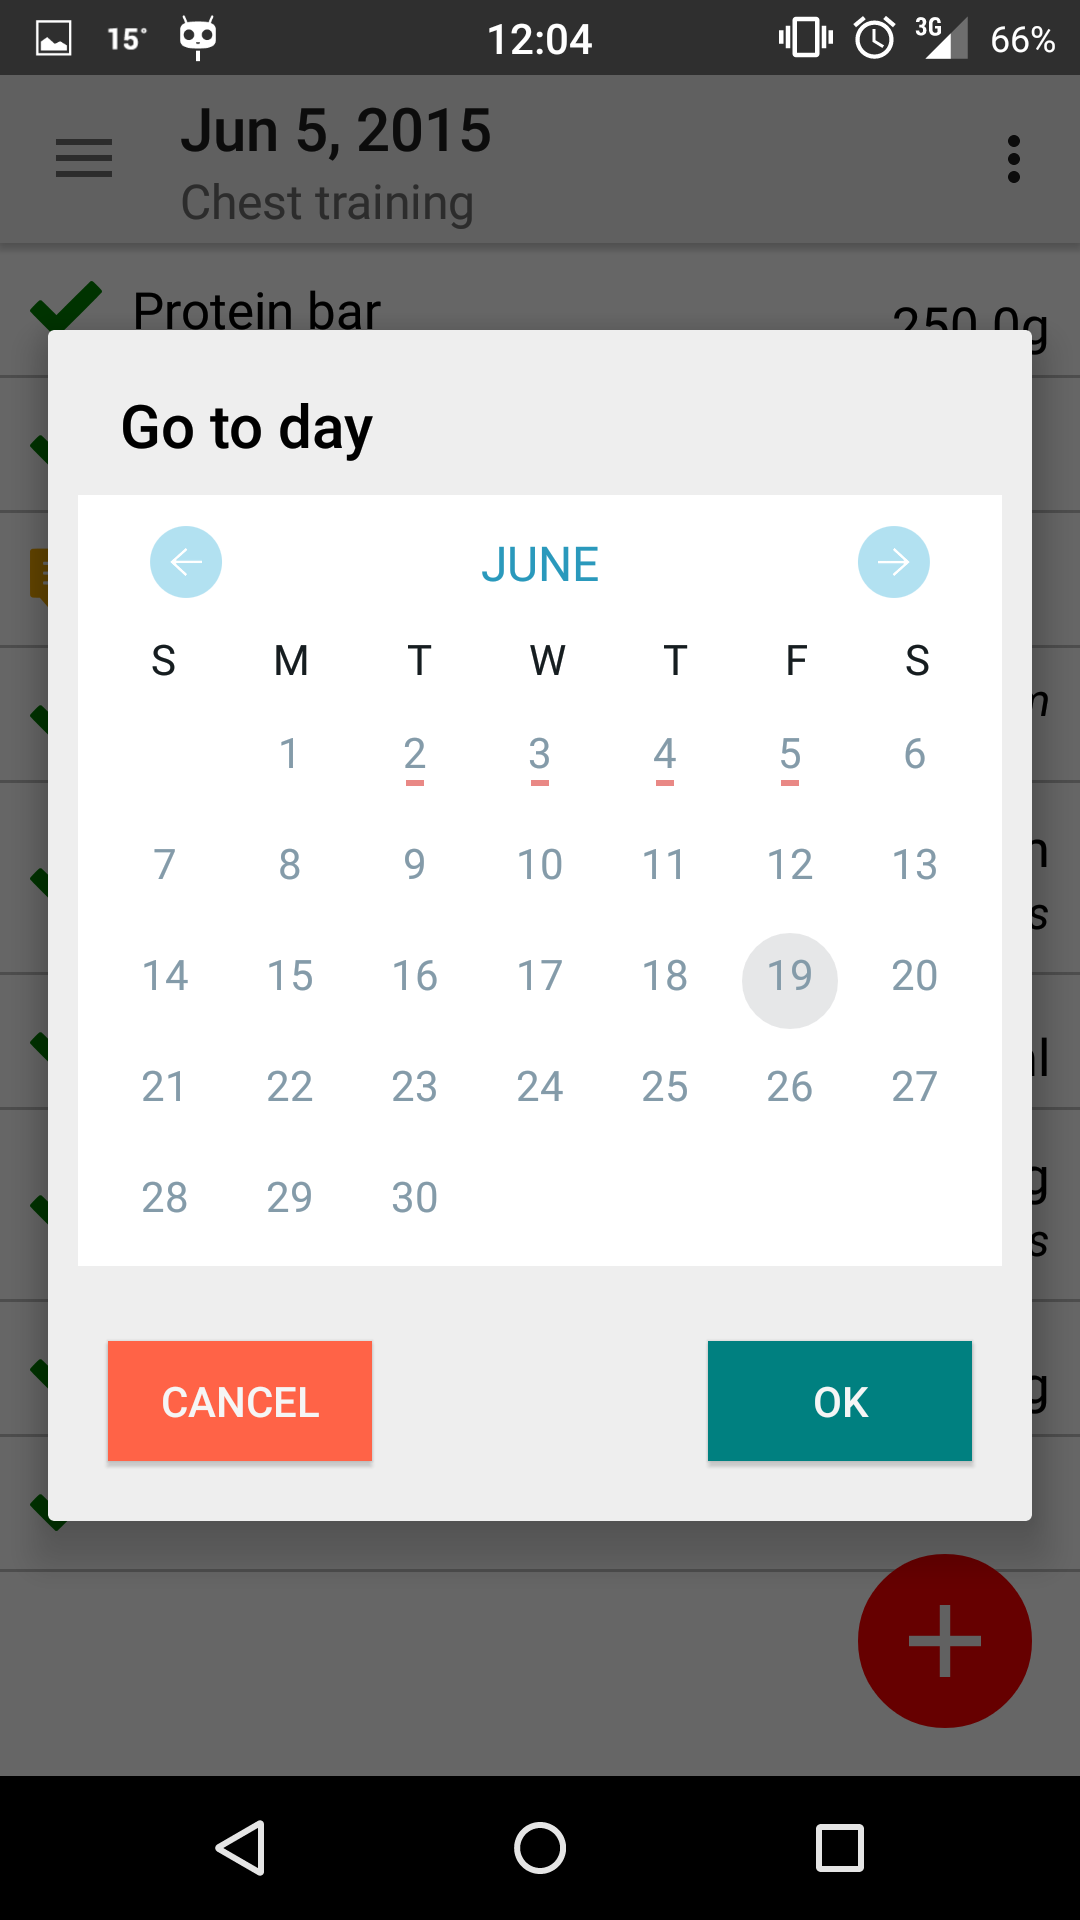 15° 12:04 3G 66%
Jun 5, 2015
Chest training
Protein bar 250.0g
Go to day
JUNE
S M T W T F S
1 2 3 4 5 6
7 8 9 10 11 12 13
14 15 16 17 18 19 20
21 22 23 24 25 26 27
28 29 30
CANCEL OK